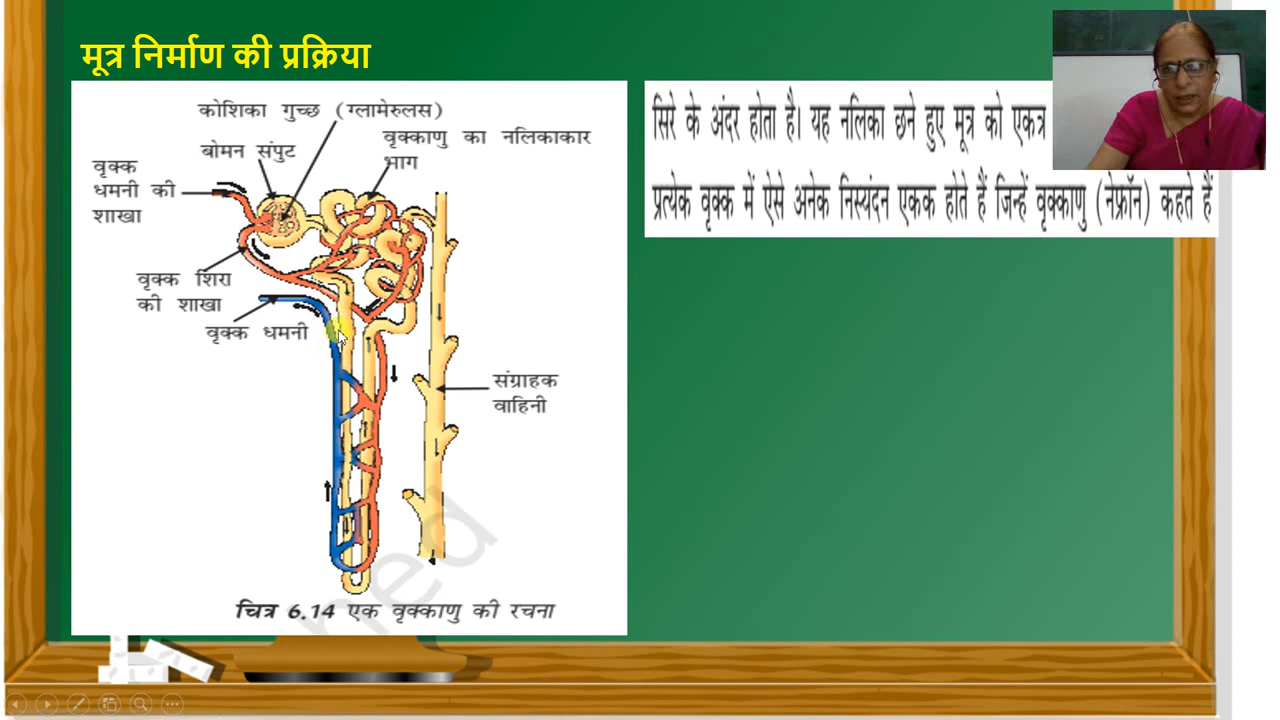 मूत्र निर्माण की प्रक्रिया
कोशिका गुच्छ (ग्लामेरुलस)
वृक्काणु का नलिकाकार
भाग
बोमन संपुट
वृक्क
धमनी की
शाखा
वृक्क शिरा
की शाखा
वृक्क धमनी
संग्राहक
वाहिनी
चित्र 6.14 एक वृक्काणु की रचना
सिरे के अंदर होता है। यह नलिका छने हुए मूत्र को एकत्र
प्रत्येक वृक्क में ऐसे अनेक निस्यंदन एकक होते हैं जिन्हें वृक्काणु (नेफ्रॉन) कहते हैं